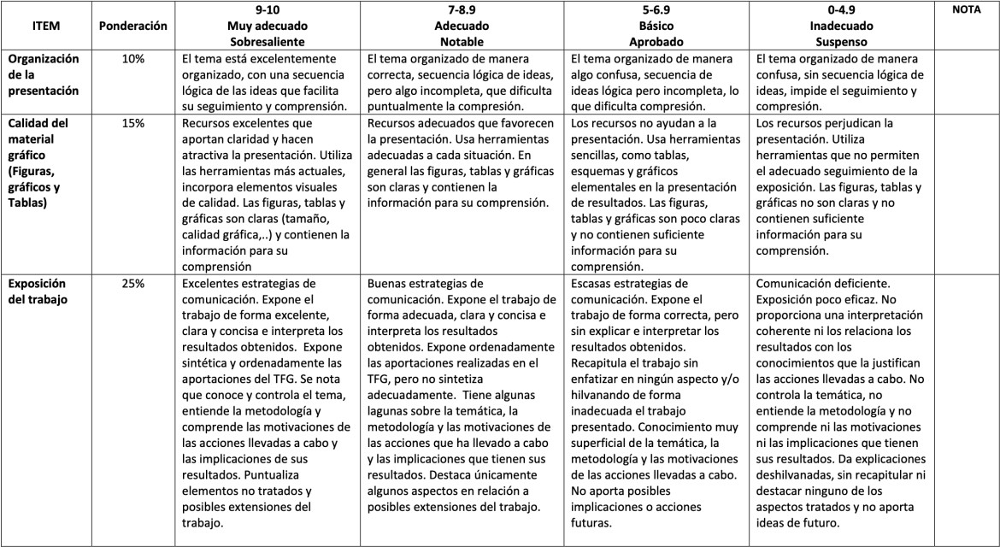 ITEM
Ponderación
9-10
Muy adecuado
Sobresaliente
7-8.9
Adecuado
Notable
5-6.9
Básico
Aprobado
0-4.9
Inadecuado
Suspenso
NOTA
Organización
de la
presentación
10%
El tema está excelentemente
organizado, con una secuencia
lógica de las ideas que facilita
su seguimiento y comprensión.
El tema organizado de manera
correcta, secuencia lógica de ideas,
pero algo incompleta, que dificulta
puntualmente la compresión.
El tema organizado de manera
algo confusa, secuencia de
ideas lógica pero incompleta, lo
que dificulta compresión.
El tema organizado de manera
confusa, sin secuencia lógica de
ideas, impide el seguimiento y
compresión.
Calidad del
material
gráfico
(Figuras,
gráficos y
Tablas)
15%
Recursos excelentes que
aportan claridad y hacen
atractiva la presentación. Utiliza
las herramientas más actuales,
incorpora elementos visuales
de calidad. Las figuras, tablas y
gráficas son claras (tamaño,
calidad gráfica,..) y contienen la
información para su
comprensión
Recursos adecuados que favorecen
la presentación. Usa herramientas
adecuadas a cada situación. En
general las figuras, tablas y gráficas
son claras y contienen la
información para su comprensión.
Los recursos no ayudan a la
presentación. Usa herramientas
sencillas, como tablas,
esquemas y gráficos
elementales en la presentación
de resultados. Las figuras,
tablas y gráficas son poco claras
y no contienen suficiente
información para su
comprensión.
Los recursos perjudican la
presentación. Utiliza
herramientas que no permiten
el adecuado seguimiento de la
exposición. Las figuras, tablas y
gráficas no son claras y no
contienen suficiente
información para su
comprensión.
Exposición
del trabajo
25%
Excelentes estrategias de
comunicación. Expone el
trabajo de forma excelente,
clara y concisa e interpreta los
resultados obtenidos.  Expone
sintética y ordenadamente las
aportaciones del TFG. Se nota
que conoce y controla el tema,
entiende la metodología y
comprende las motivaciones de
las acciones llevadas a cabo y
las implicaciones de sus
resultados. Puntualiza
elementos no tratados y
posibles extensiones del
trabajo.
Buenas estrategias de
comunicación. Expone el trabajo de
forma adecuada, clara y concisa e
interpreta los resultados
obtenidos. Expone ordenadamente
las aportaciones realizadas en el
TFG, pero no sintetiza
adecuadamente.  Tiene algunas
lagunas sobre la temática, la
metodología y las motivaciones de
las acciones que ha llevado a cabo
y las implicaciones que tienen sus
resultados. Destaca únicamente
algunos aspectos en relación a
posibles extensiones del trabajo.
Escasas estrategias de
comunicación. Expone el
trabajo de forma correcta, pero
sin explicar e interpretar los
resultados obtenidos.
Recapitula el trabajo sin
enfatizar en ningún aspecto y/o
hilvanando de forma
inadecuada el trabajo
presentado. Conocimiento muy
superficial de la temática, la
metodología y las motivaciones
de las acciones llevadas a cabo.
No aporta posibles
implicaciones o acciones
futuras.
Comunicación deficiente.
Exposición poco eficaz. No
proporciona una interpretación
coherente ni los relaciona los
resultados con los
conocimientos que la justifican
las acciones llevadas a cabo. No
controla la temática, no
entiende la metodología y no
comprende ni las motivaciones
ni las implicaciones que tienen
sus resultados. Da explicaciones
deshilvanadas, sin recapitular ni
destacar ninguno de los
aspectos tratados y no aporta
ideas de futuro.